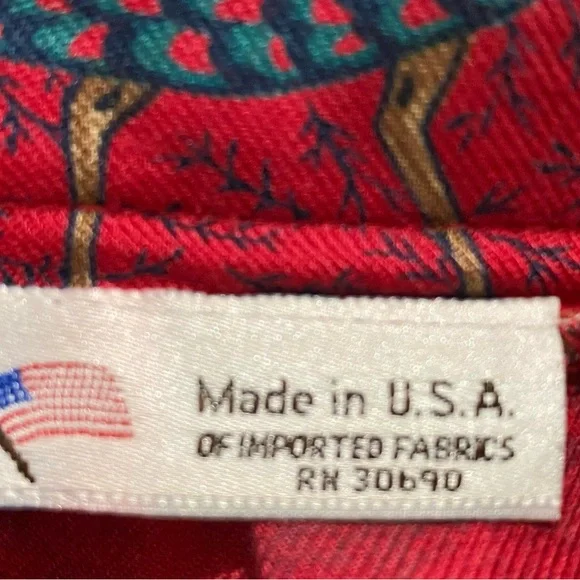 Made in U.S.A.
OF IMPORTED FABRICS
RN 30690